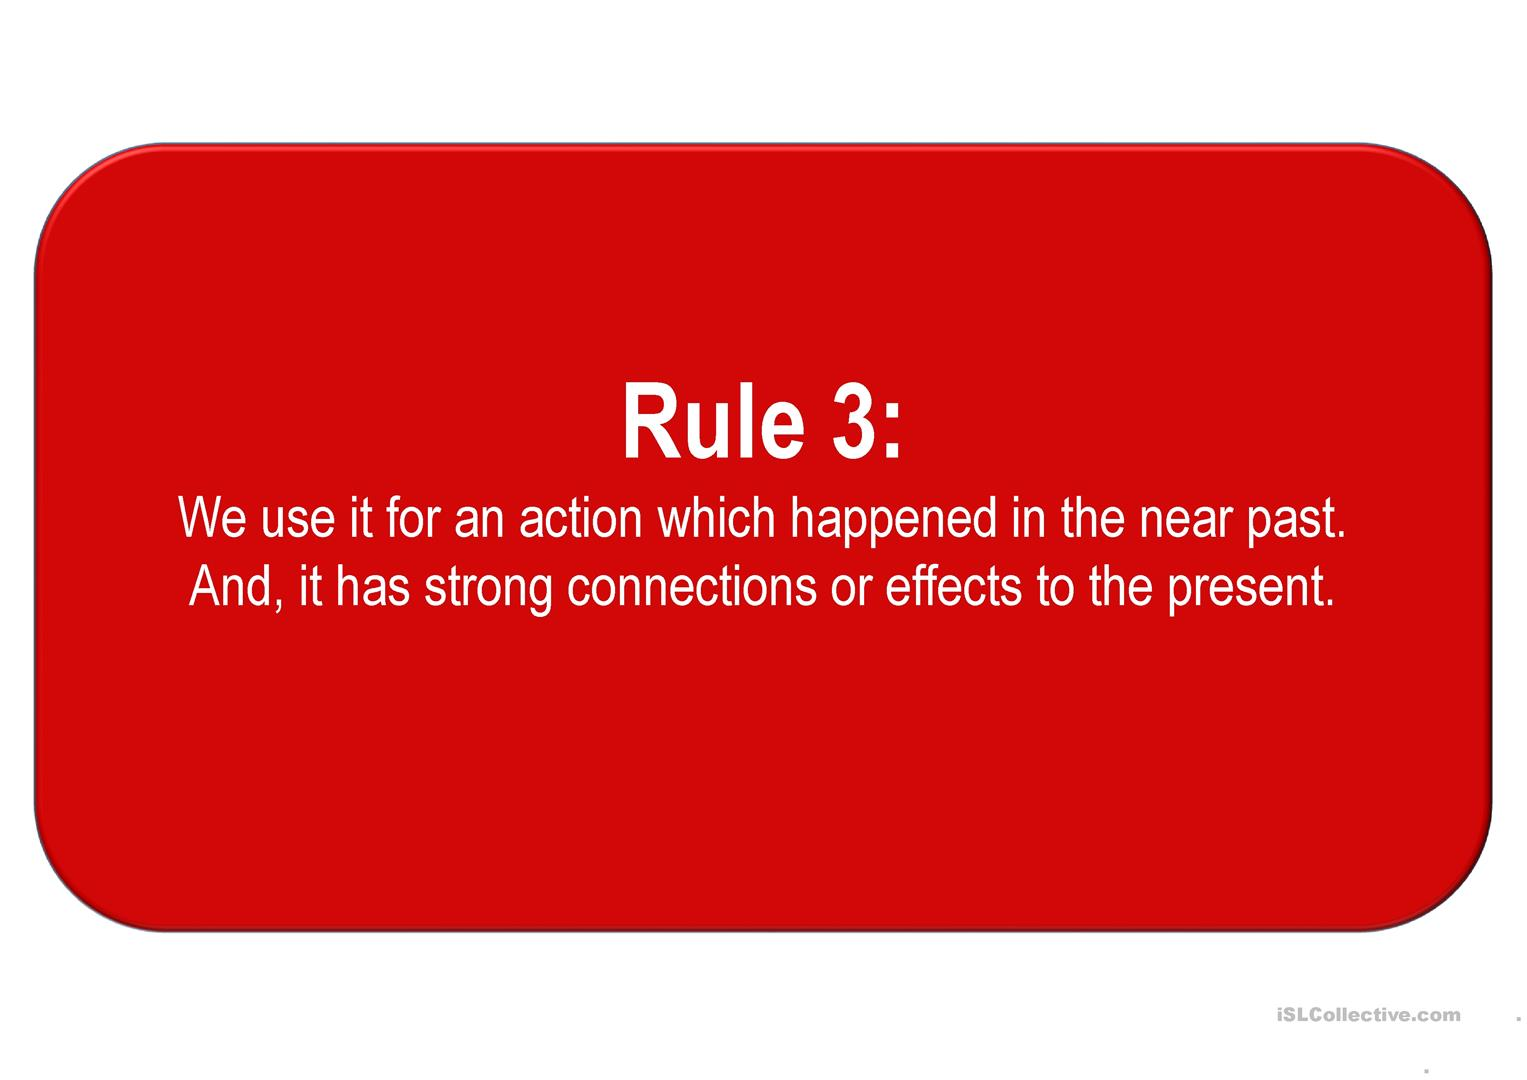 Rule 3:
We use it for an action which happened in the near past.
And, it has strong connections or effects to the present.
iSLCollective.com